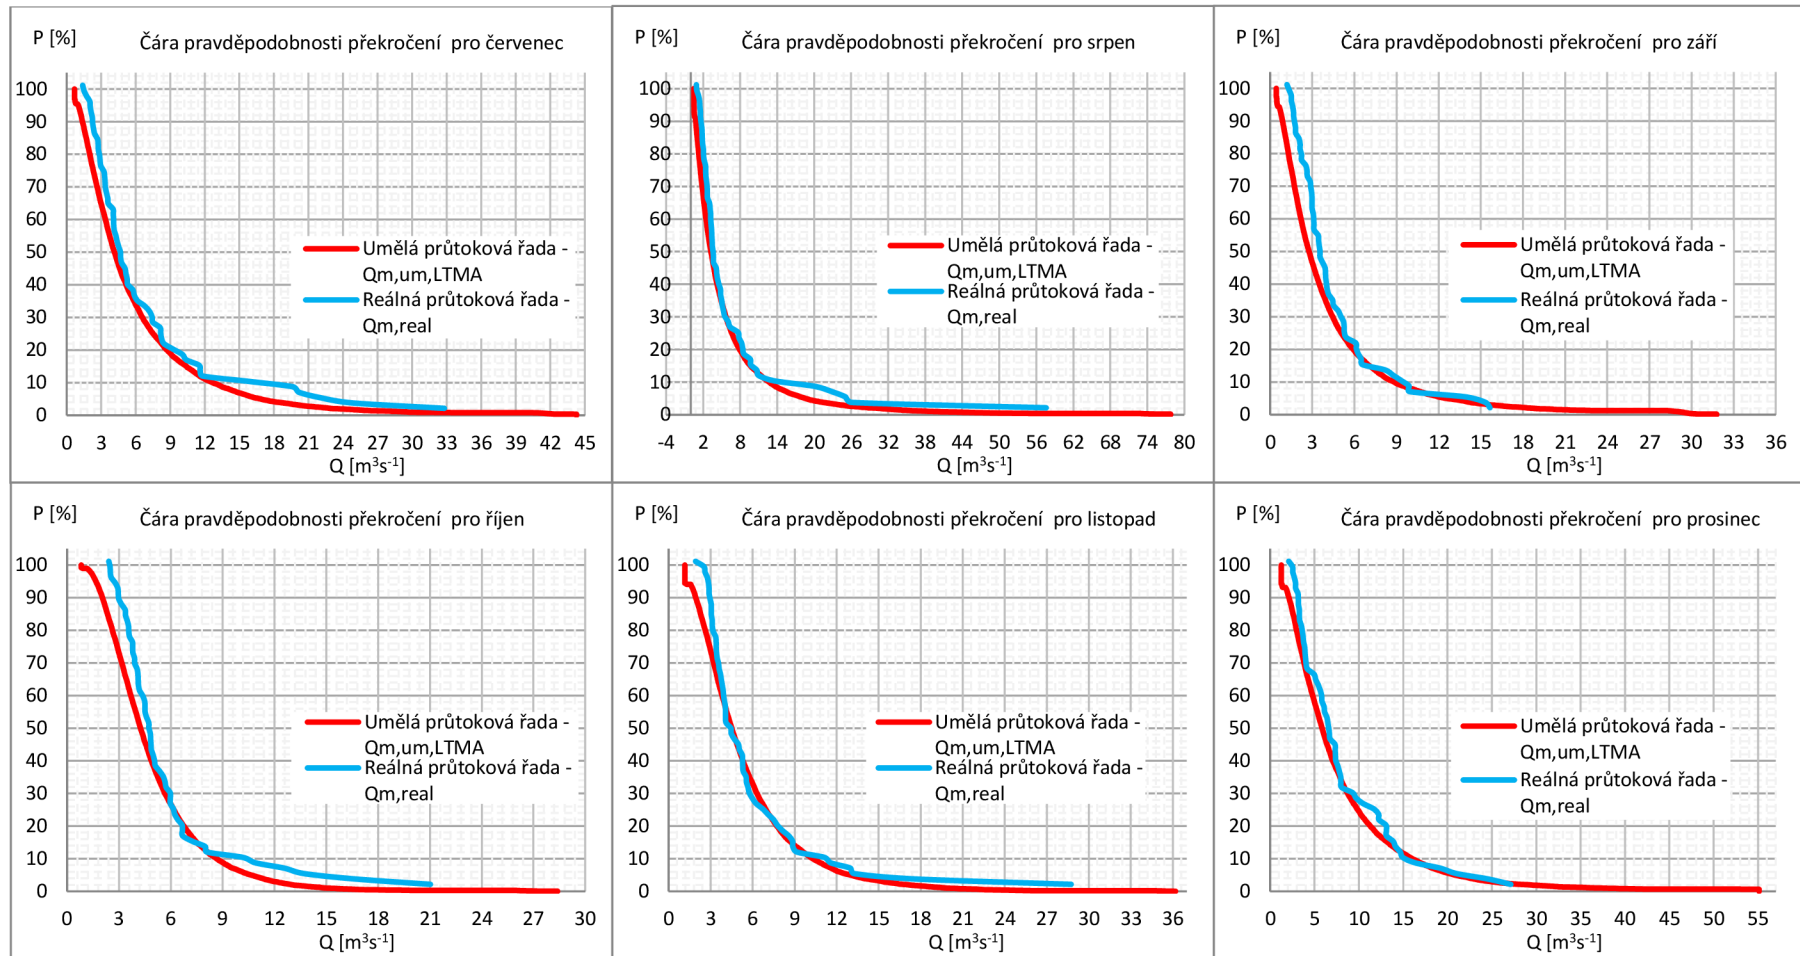 P [%]
Čára pravděpodobnosti překročení pro červenec
100
90
80
70
60
50
40
30
20
10
0
Umělá průtoková řada -
Qm,um,LTMA
Reálná průtoková řada -
Qm,real
0 3 6 9 12 15 18 21 24 27 30 33 36 39 42 45
Q [m³s⁻¹]
P [%]
Čára pravděpodobnosti překročení pro srpen
100
90
80
70
60
50
40
30
20
10
0
Umělá průtoková řada -
Qm,um,LTMA
Reálná průtoková řada -
Qm,real
-4 2 8 14 20 26 32 38 44 50 56 62 68 74 80
Q [m³s⁻¹]
P [%]
Čára pravděpodobnosti překročení pro září
100
90
80
70
60
50
40
30
20
10
0
Umělá průtoková řada -
Qm,um,LTMA
Reálná průtoková řada -
Qm,real
0 3 6 9 12 15 18 21 24 27 30 33 36
Q [m³s⁻¹]
P [%]
Čára pravděpodobnosti překročení pro říjen
100
90
80
70
60
50
40
30
20
10
0
Umělá průtoková řada -
Qm,um,LTMA
Reálná průtoková řada -
Qm,real
0 3 6 9 12 15 18 21 24 27 30
Q [m³s⁻¹]
P [%]
Čára pravděpodobnosti překročení pro listopad
100
90
80
70
60
50
40
30
20
10
0
Umělá průtoková řada -
Qm,um,LTMA
Reálná průtoková řada -
Qm,real
0 3 6 9 12 15 18 21 24 27 30 33 36
Q [m³s⁻¹]
P [%]
Čára pravděpodobnosti překročení pro prosinec
100
90
80
70
60
50
40
30
20
10
0
Umělá průtoková řada -
Qm,um,LTMA
Reálná průtoková řada -
Qm,real
0 5 10 15 20 25 30 35 40 45 50 55
Q [m³s⁻¹]